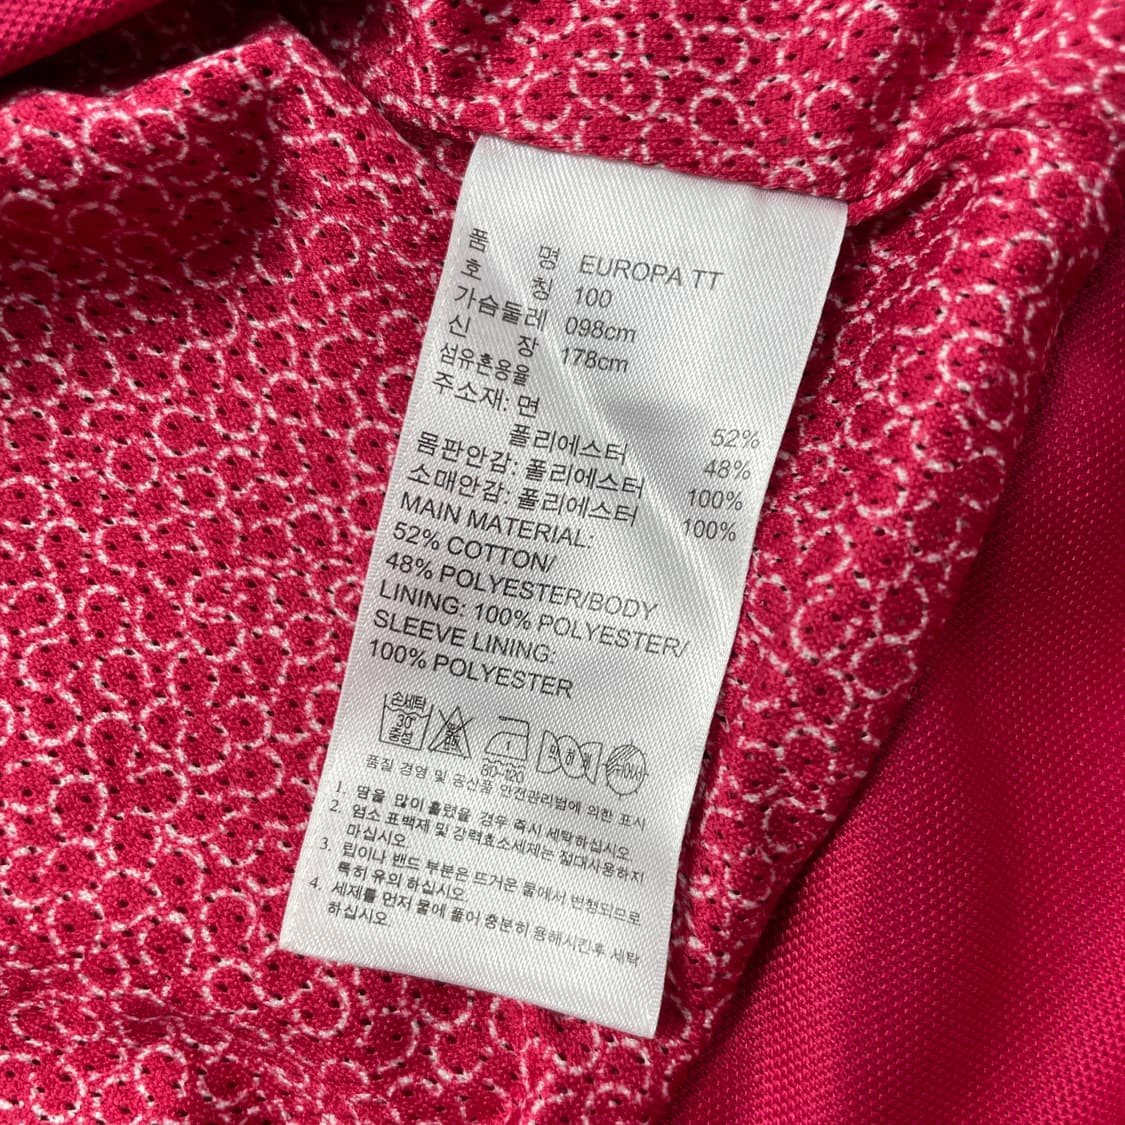 품 명 EUROPA TT
호 칭 100
가슴둘레 098cm
신 장 178cm
섬유혼용율
주소재: 면 52%
폴리에스터 48%
몸판안감: 폴리에스터 100%
소매안감: 폴리에스터 100%
MAIN MATERIAL:
52% COTTON/
48% POLYESTER/BODY
LINING: 100% POLYESTER/
SLEEVE LINING:
100% POLYESTER
손세탁
30°
중성
80~120
품질 경영 및 공산품 안전관리법에 의한 표시
1. 땀을 많이 흘렸을 경우 즉시 세탁하십시오.
2. 염소 표백제 및 강력효소세제는 절대사용하지
마십시오.
3. 립이나 밴드 부분은 뜨거운 물에서 변형되므로
특히 유의 하십시오.
4. 세제를 먼저 물에 풀어 충분히 용해시킨후 세탁
하십시오.